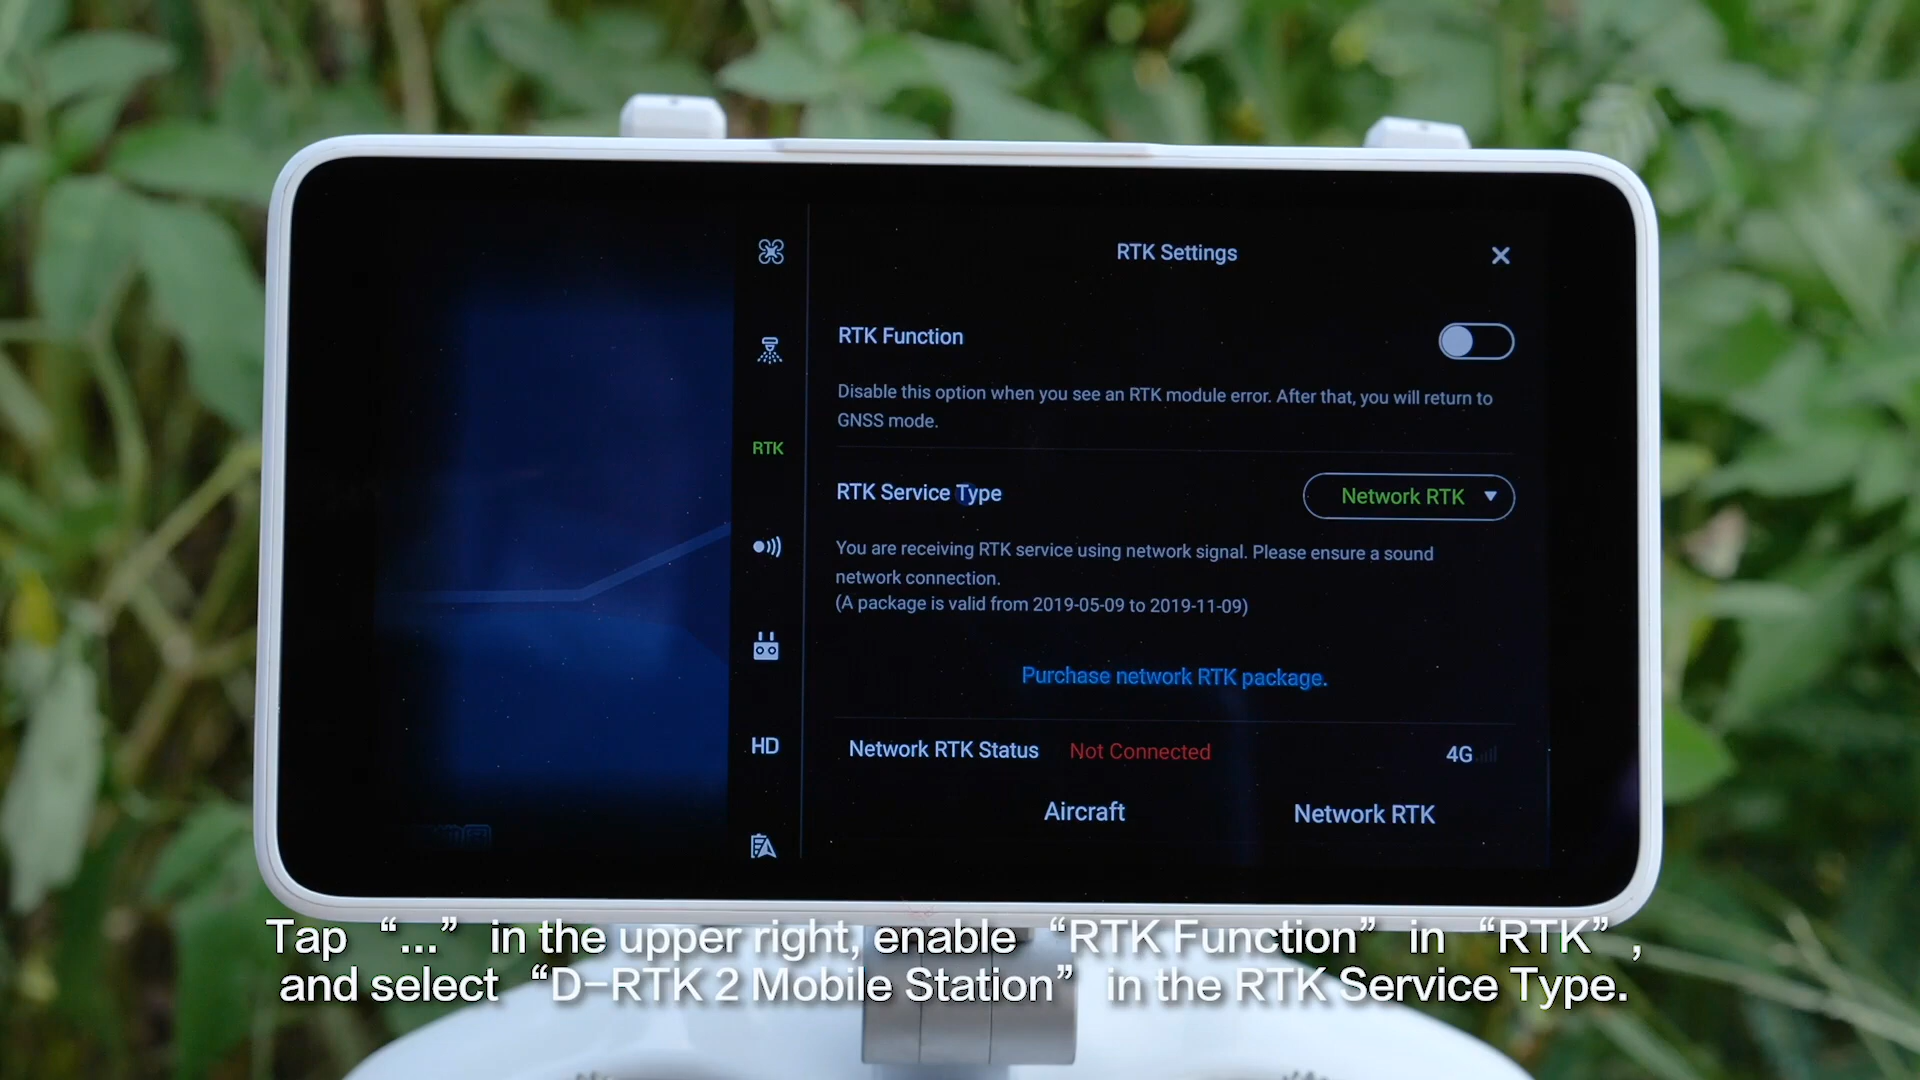 RTK Settings
RTK Function
Disable this option when you see an RTK module error. After that, you will return to
GNSS mode.
RTK
RTK Service Type
Network RTK
You are receiving RTK service using network signal. Please ensure a sound
network connection.
(A package is valid from 2019-05-09 to 2019-11-09)
Purchase network RTK package.
HD
Network RTK Status Not Connected 4G
Aircraft Network RTK
Tap “...” in the upper right, enable “RTK Function” in “RTK”,
and select “D-RTK 2 Mobile Station” in the RTK Service Type.